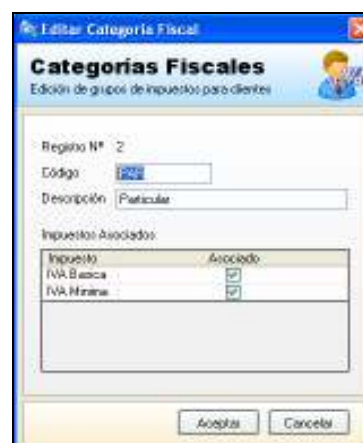 Editar Categoría Fiscal
Categorías Fiscales
Edición de grupos de impuestos para clientes
Registro Nº 2
Código PAR
Descripción Particular
Impuestos Asociados
Impuesto Asociado
IVA Basica
IVA Minima
Aceptar Cancelar